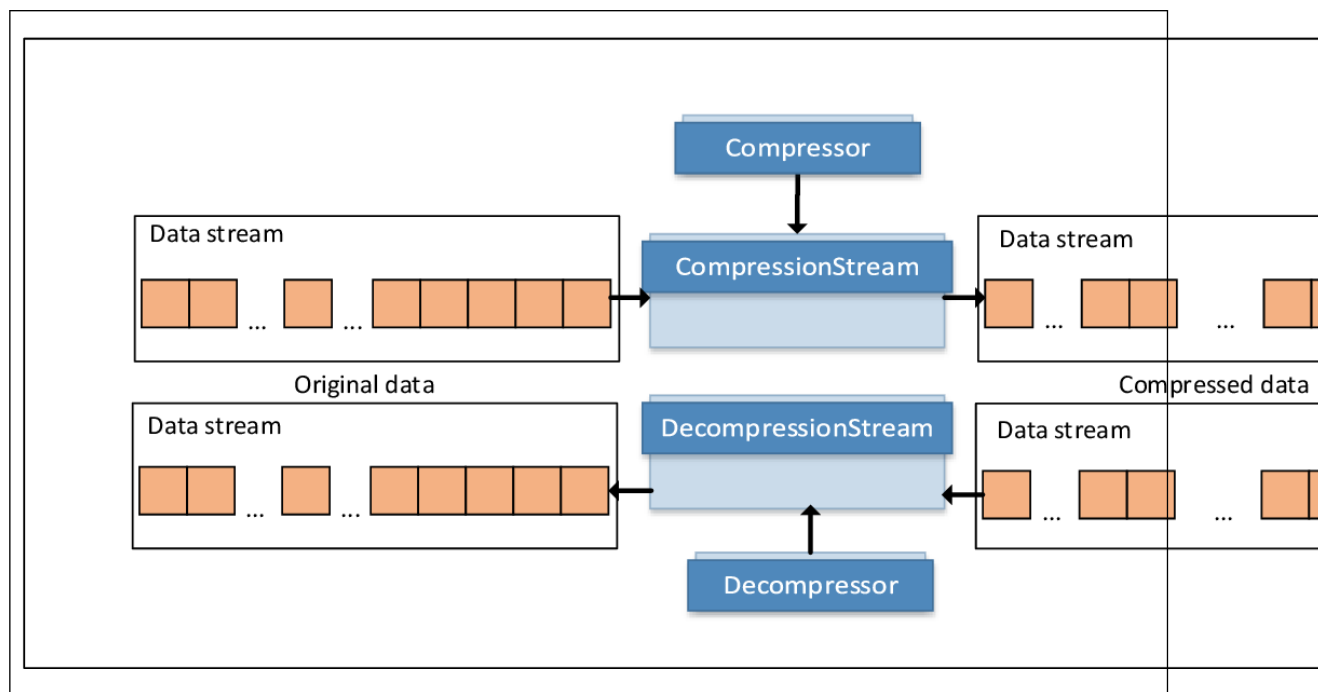 Compressor
Data stream
CompressionStream
Data stream
...
...
...
...
Original data
Compressed data
Data stream
DecompressionStream
Data stream
...
...
...
...
Decompressor